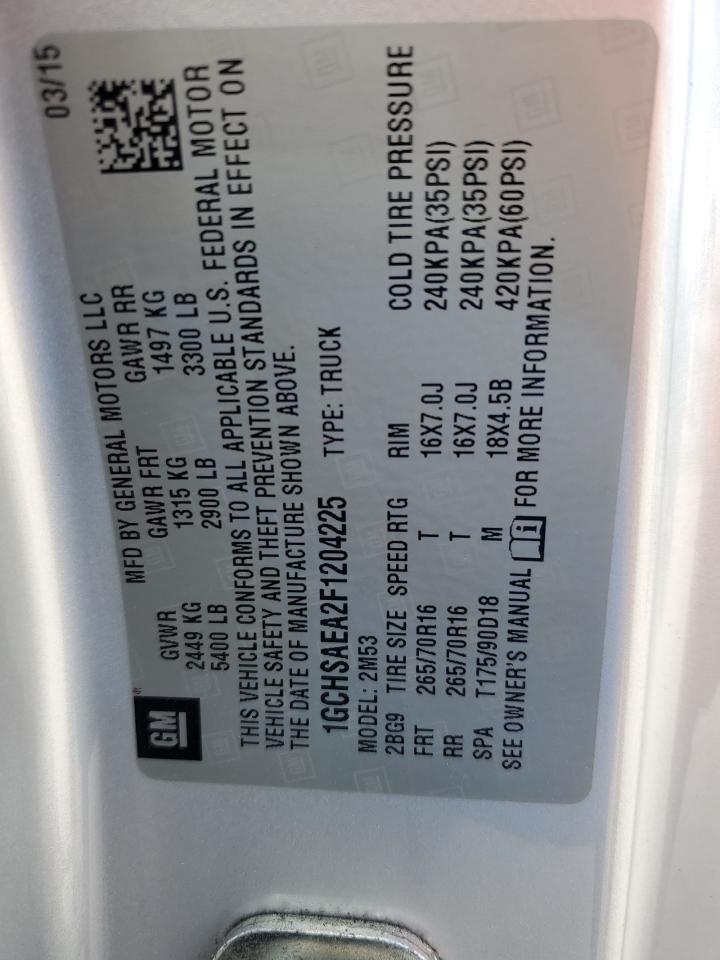 03/15
MFD BY GENERAL MOTORS LLC
GM
GVWR GAWR FRT GAWR RR
2449 KG 1315 KG 1497 KG
5400 LB 2900 LB 3300 LB
THIS VEHICLE CONFORMS TO ALL APPLICABLE U.S. FEDERAL MOTOR
VEHICLE SAFETY AND THEFT PREVENTION STANDARDS IN EFFECT ON
THE DATE OF MANUFACTURE SHOWN ABOVE.
1GCHSAEA2F1204225 TYPE: TRUCK
MODEL: 2M53
2BG9 TIRE SIZE SPEED RTG RIM COLD TIRE PRESSURE
FRT 265/70R16 T 16X7.0J 240KPA(35PSI)
RR 265/70R16 T 16X7.0J 240KPA(35PSI)
SPA T175/90D18 M 18X4.5B 420KPA(60PSI)
SEE OWNER'S MANUAL i FOR MORE INFORMATION.